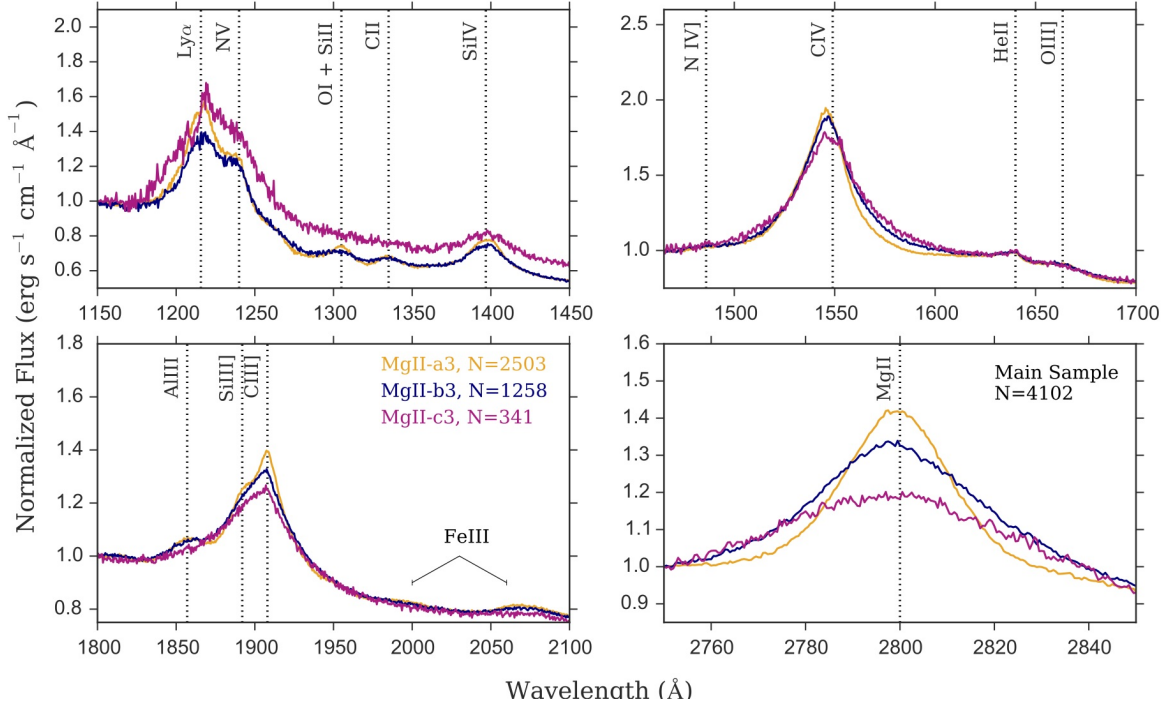 Normalized Flux (erg s⁻¹ cm⁻¹ Å⁻¹)
2.0
1.8
1.6
1.4
1.2
1.0
0.8
0.6
Lyα
NV
OI + SiII
CII
SiIV
1150 1200 1250 1300 1350 1400 1450
2.5
2.0
1.5
1.0
N IV]
CIV
HeII
OIII]
1500 1550 1600 1650 1700
1.8
1.6
1.4
1.2
1.0
0.8
AlIII
SiIII]
CIII]
MgII-a3, N=2503
MgII-b3, N=1258
MgII-c3, N=341
FeIII
1800 1850 1900 1950 2000 2050 2100
1.6
1.5
1.4
1.3
1.2
1.1
1.0
0.9
MgII
Main Sample
N=4102
2760 2780 2800 2820 2840
Wavelength (Å)